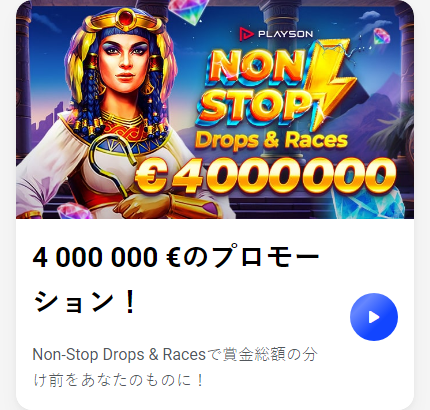 PLAYSON
NON
STOP
Drops & Races
€4000000
4 000 000 €のプロモー
ション！
Non-Stop Drops & Racesで賞金総額の分
け前をあなたのものに！